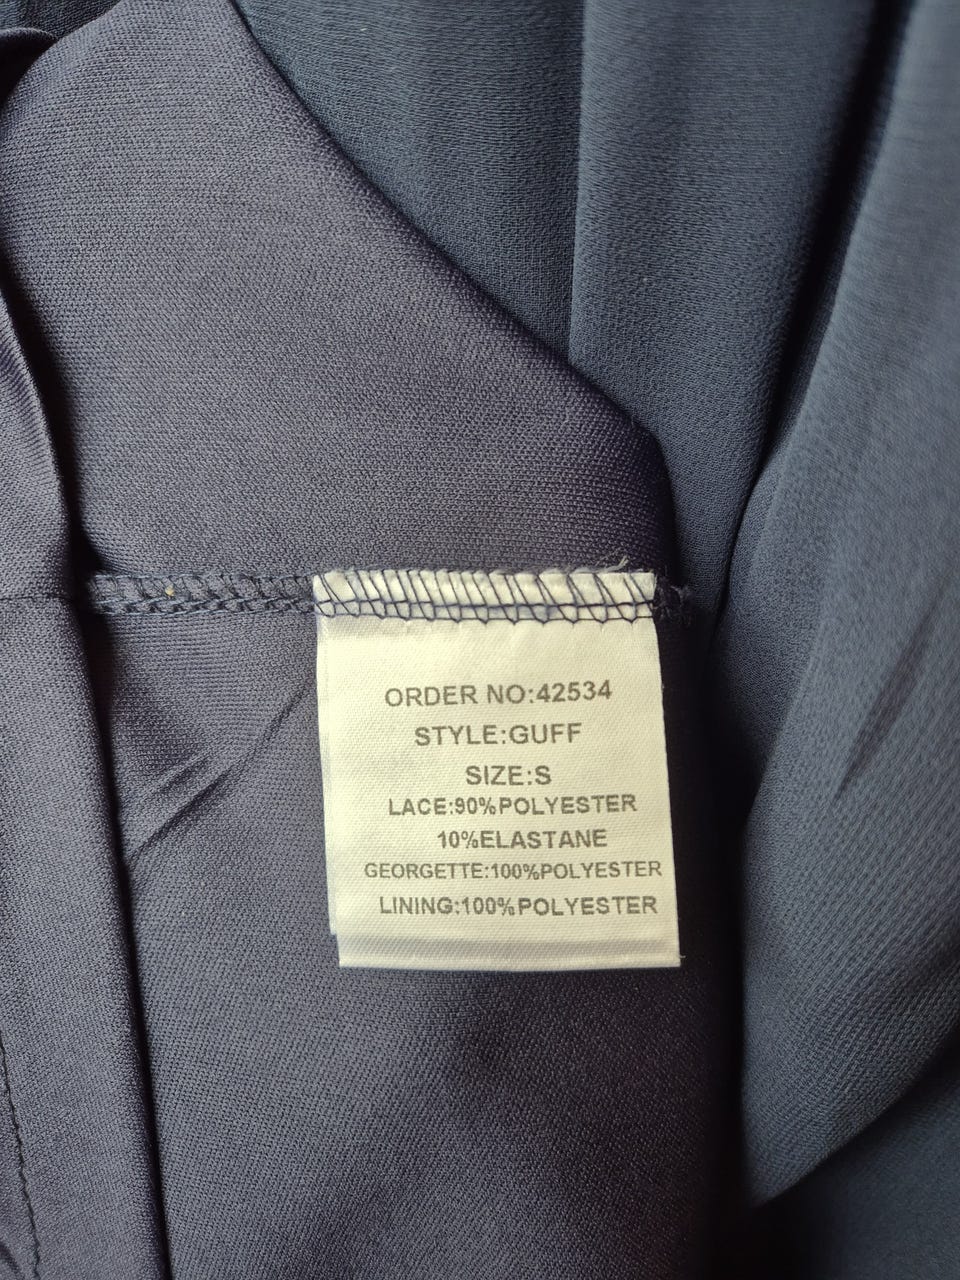 ORDER NO:42534
STYLE:GUFF
SIZE:S
LACE:90%POLYESTER
10%ELASTANE
GEORGETTE:100%POLYESTER
LINING:100%POLYESTER